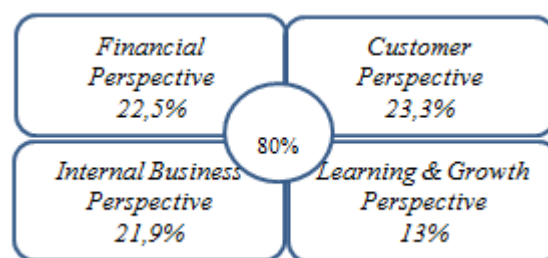 Financial
Perspective
22,5%
Customer
Perspective
23,3%
80%
Internal Business
Perspective
21,9%
Learning & Growth
Perspective
13%